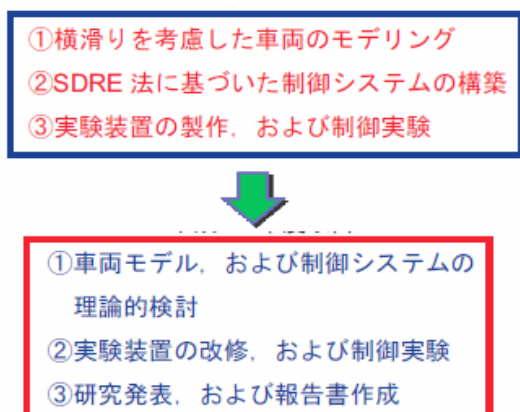 ①横滑りを考慮した車両のモデリング
②SDRE 法に基づいた制御システムの構築
③実験装置の製作，および制御実験
①車両モデル，および制御システムの
理論的検討
②実験装置の改修，および制御実験
③研究発表，および報告書作成